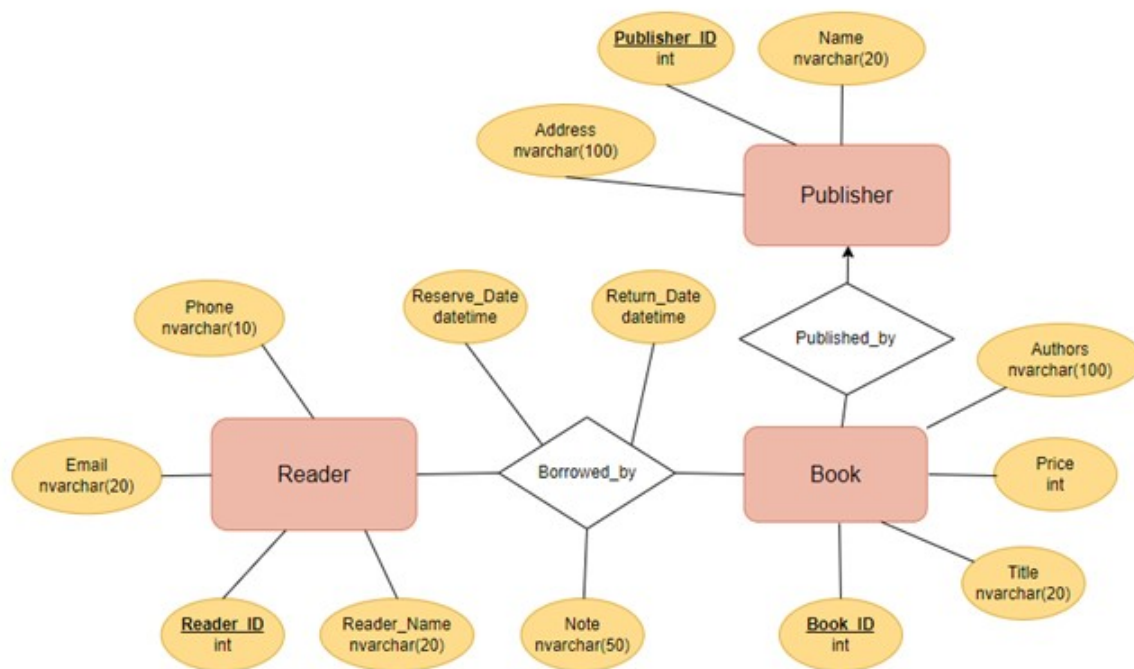 Publisher_ID
int
Name
nvarchar(20)
Address
nvarchar(100)
Publisher
Phone
nvarchar(10)
Reserve_Date
datetime
Return_Date
datetime
Published_by
Authors
nvarchar(100)
Email
nvarchar(20)
Reader
Borrowed_by
Book
Price
int
Reader_ID
int
Reader_Name
nvarchar(20)
Note
nvarchar(50)
Book_ID
int
Title
nvarchar(20)